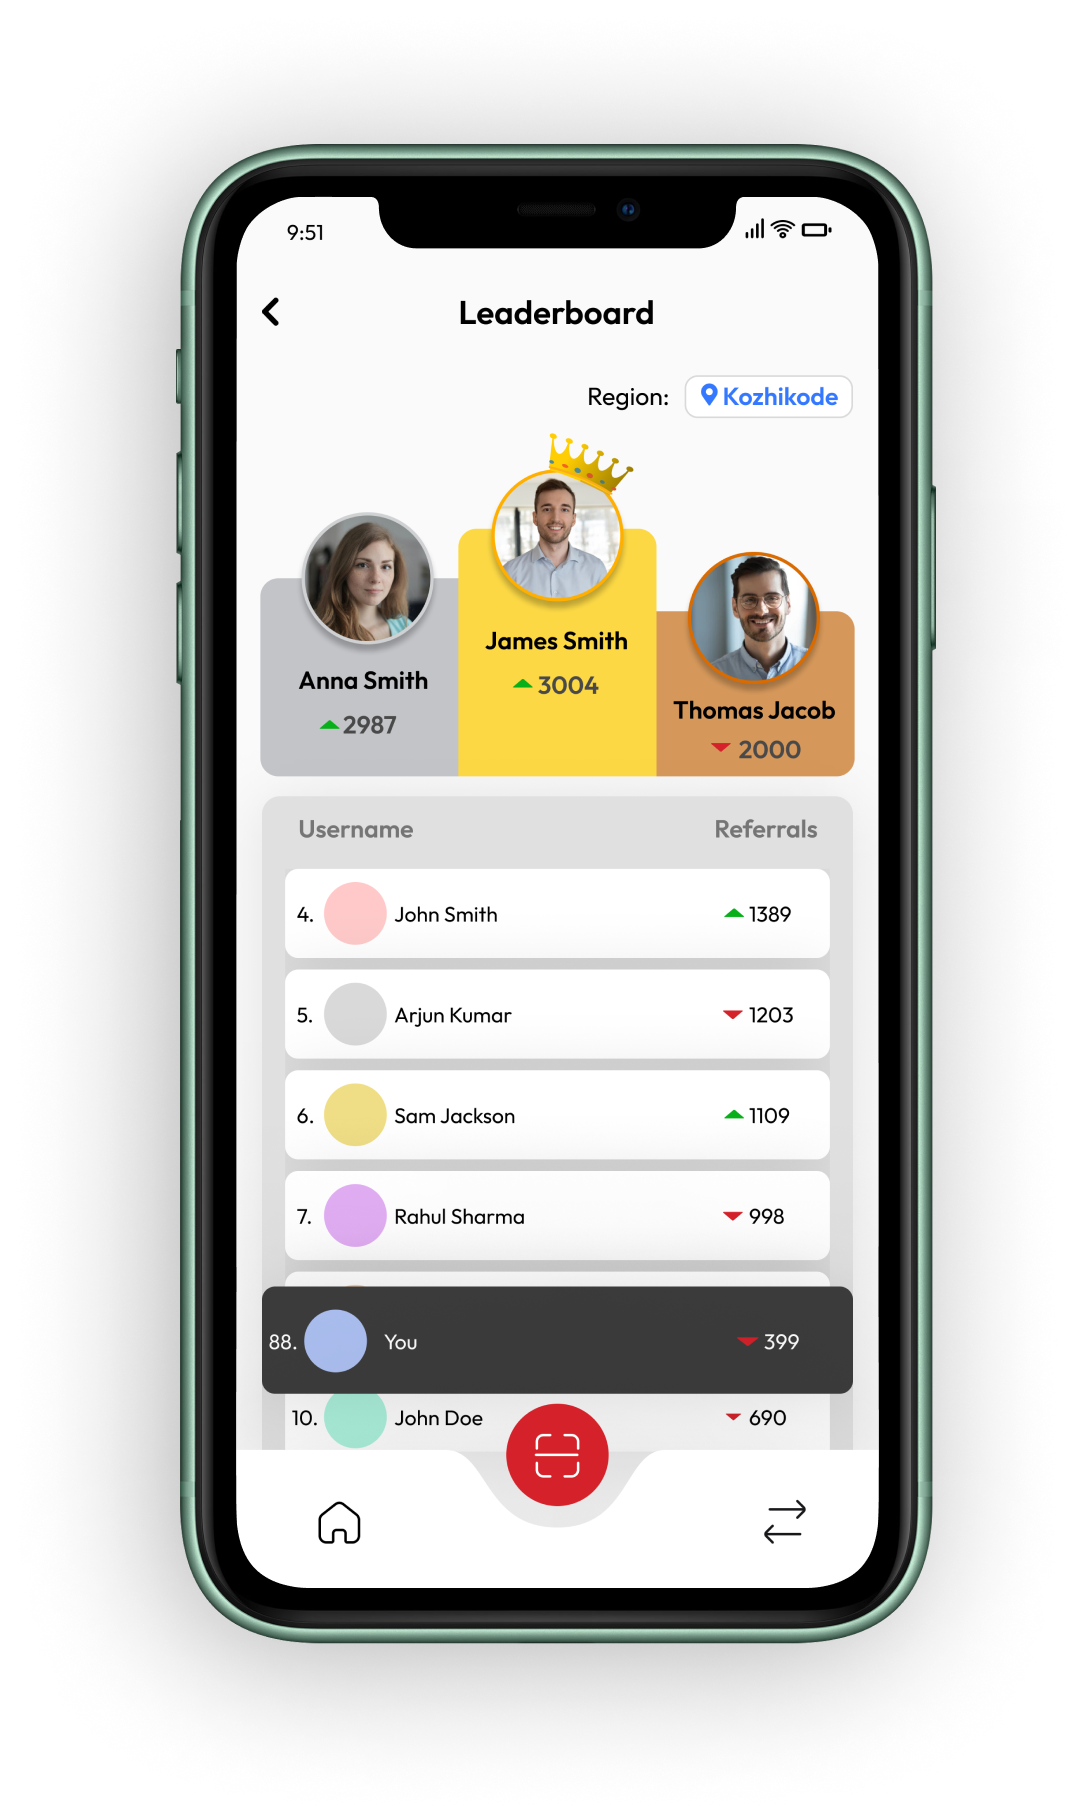 9:51
Leaderboard
Region: Kozhikode
James Smith
3004
Anna Smith
2987
Thomas Jacob
2000
Username Referrals
4. John Smith 1389
5. Arjun Kumar 1203
6. Sam Jackson 1109
7. Rahul Sharma 998
88. You 399
10. John Doe 690